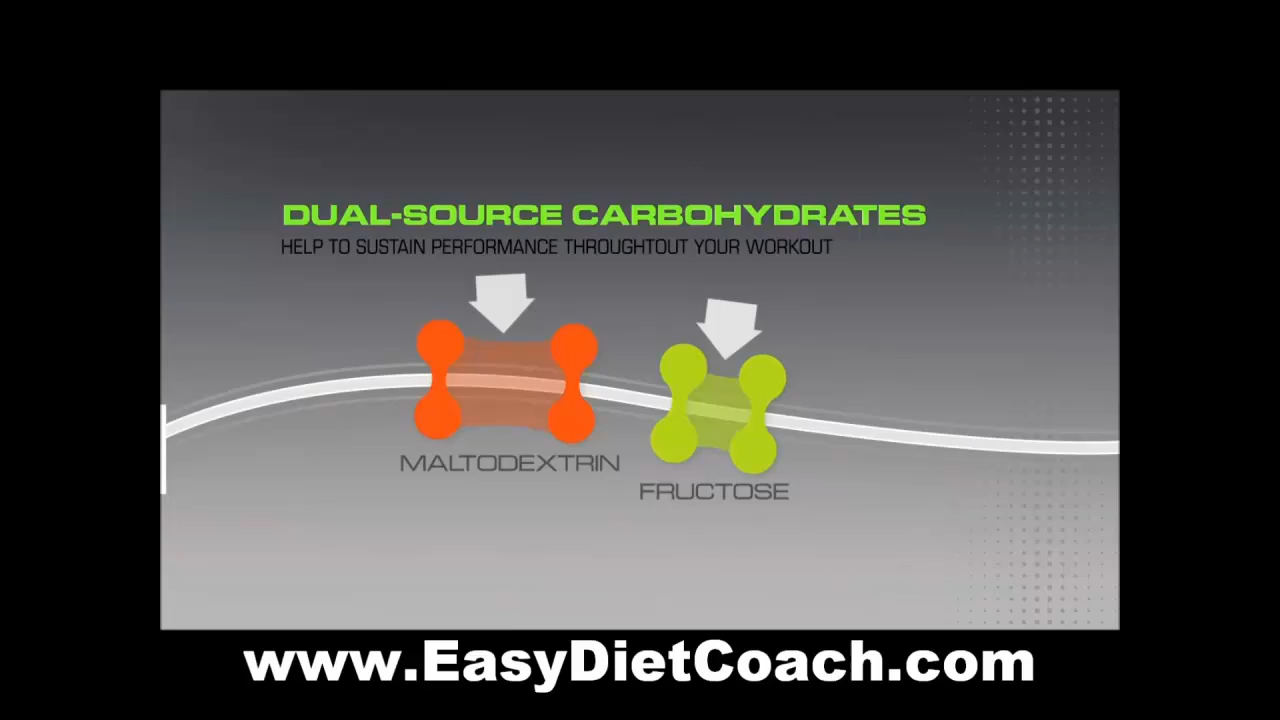 DUAL-SOURCE CARBOHYDRATES
HELP TO SUSTAIN PERFORMANCE THROUGHTOUT YOUR WORKOUT
MALTODEXTRIN
FRUCTOSE
www.EasyDietCoach.com